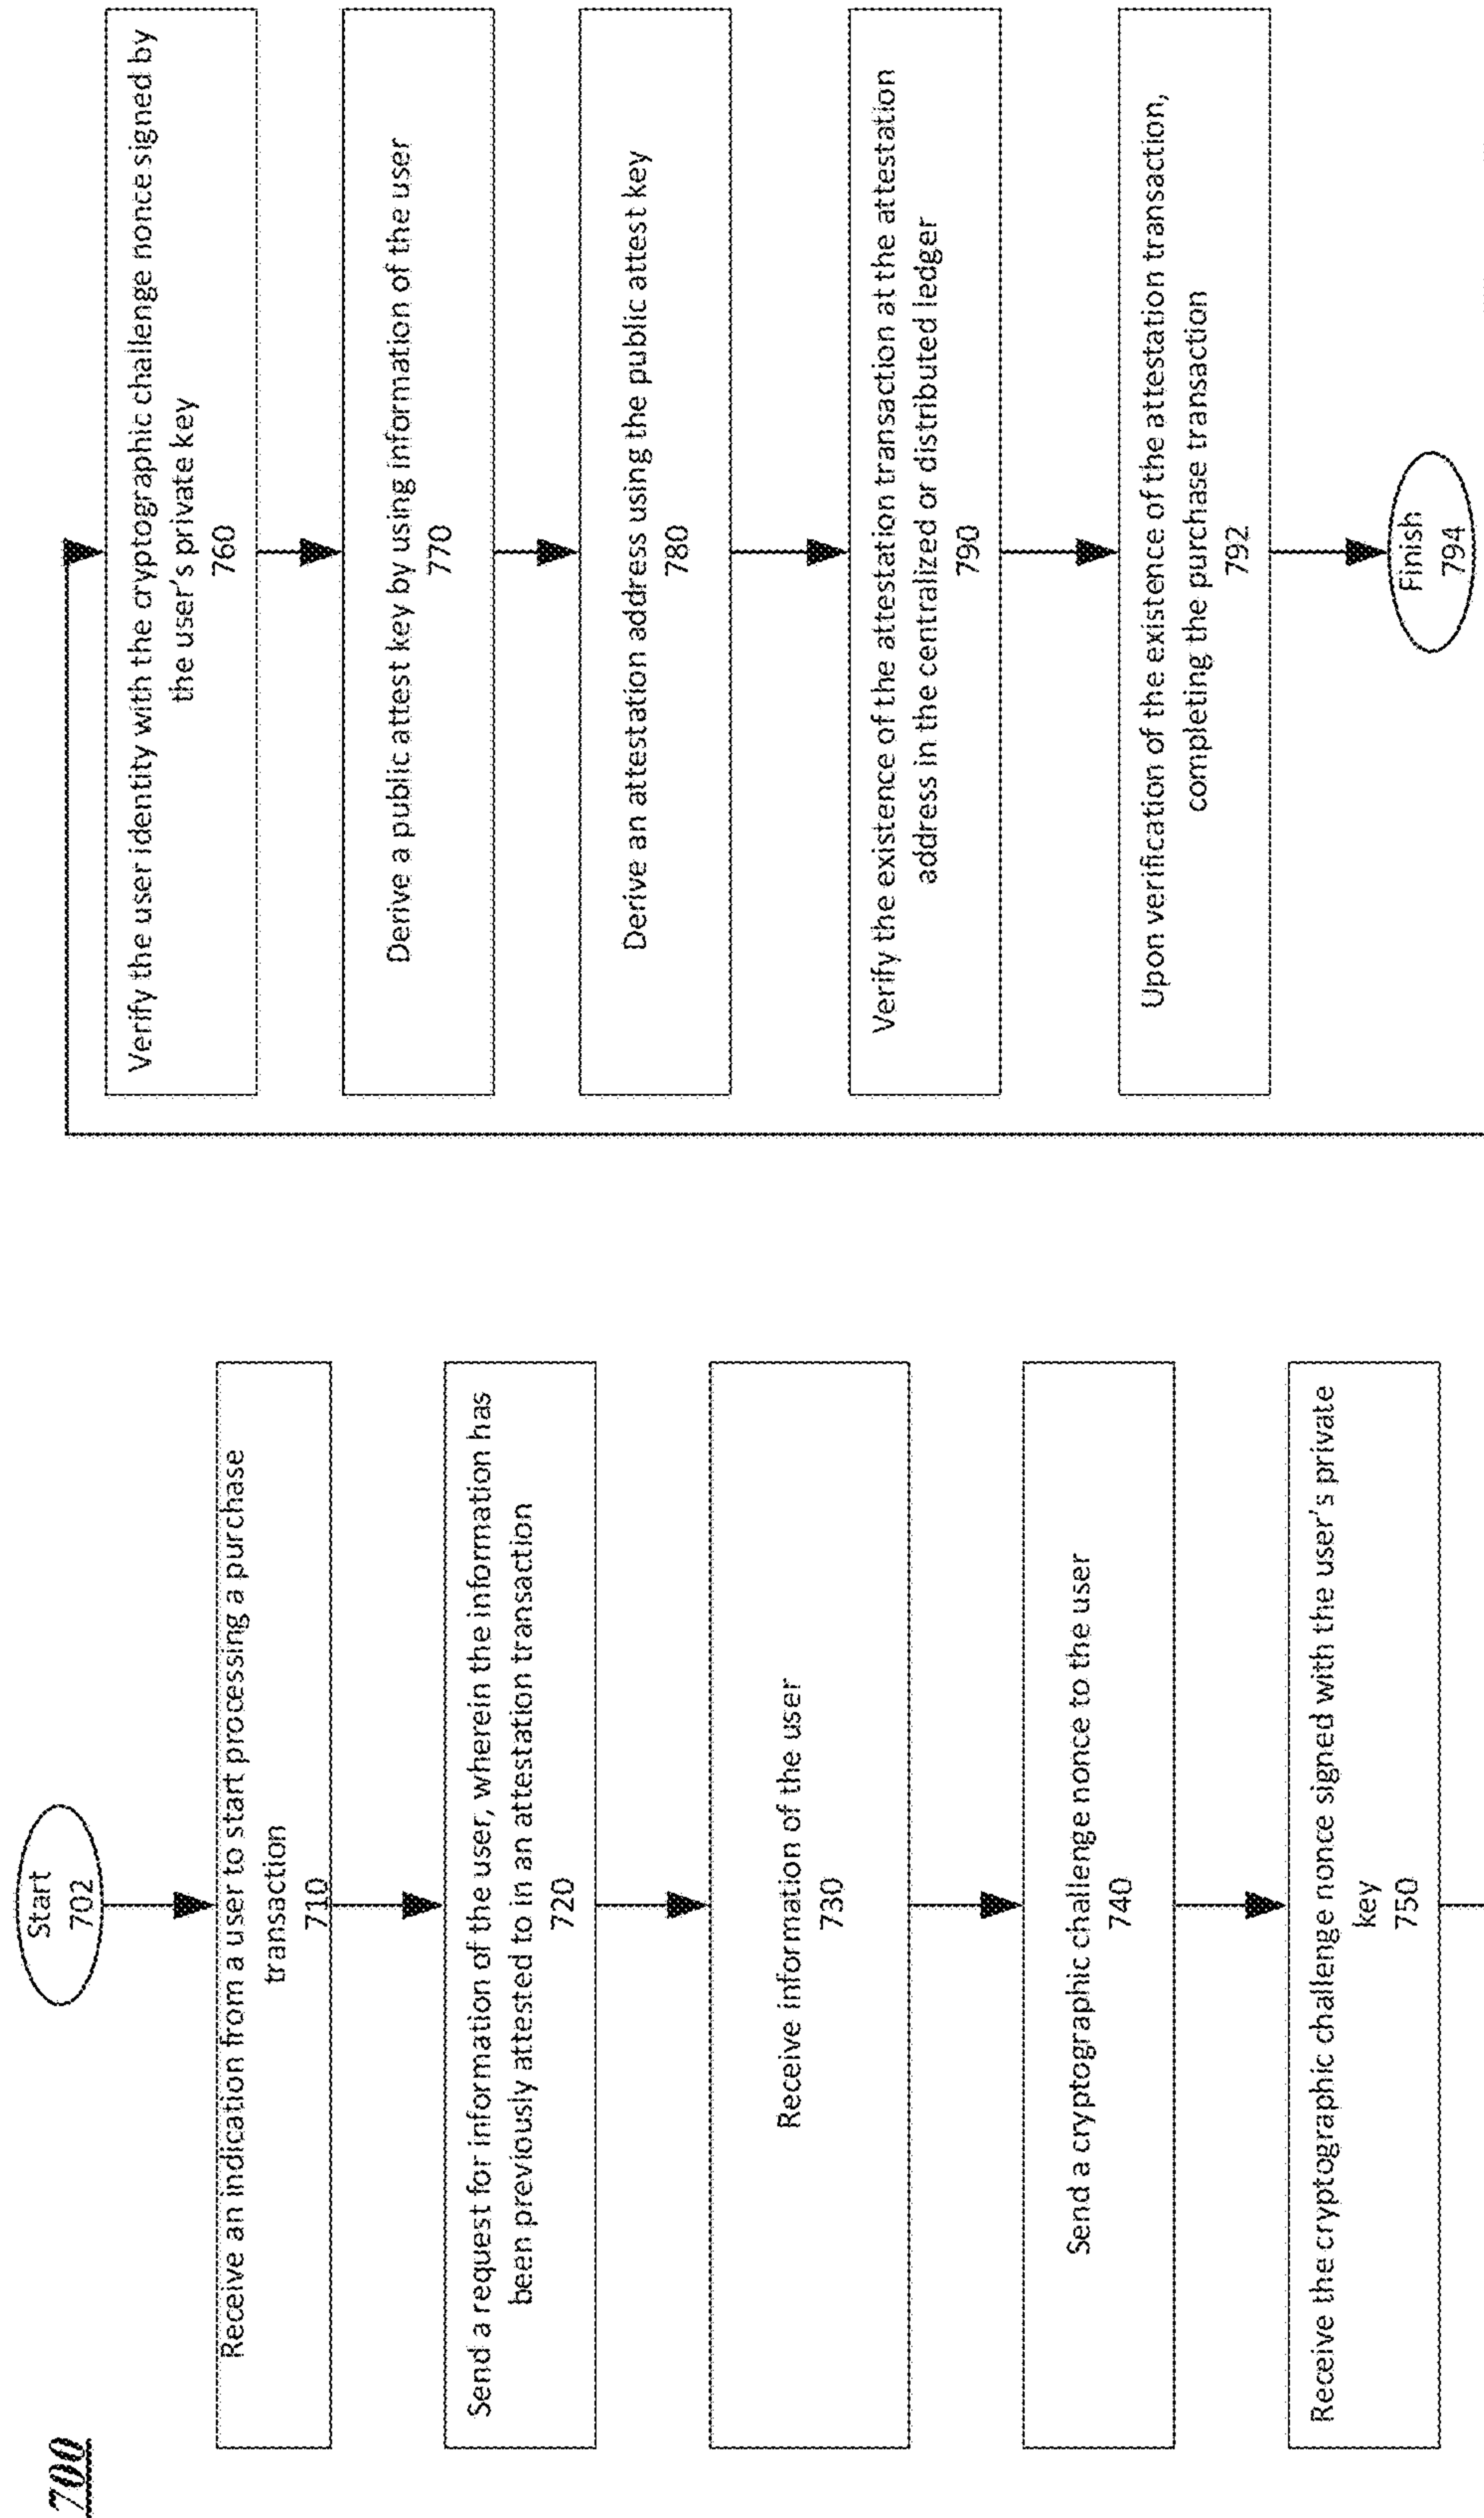 700
Start
702
Receive an indication from a user to start processing a purchase
transaction
710
Send a request for information of the user, wherein the information has
been previously attested to in an attestation transaction
720
Receive information of the user
730
Send a cryptographic challenge nonce to the user
740
Receive the cryptographic challenge nonce signed with the user's private
key
750
Verify the user identity with the cryptographic challenge nonce signed by
the user's private key
760
Derive a public attest key by using information of the user
770
Derive an attestation address using the public attest key
780
Verify the existence of the attestation transaction at the attestation
address in the centralized or distributed ledger
790
Upon verification of the existence of the attestation transaction,
completing the purchase transaction
792
Finish
794